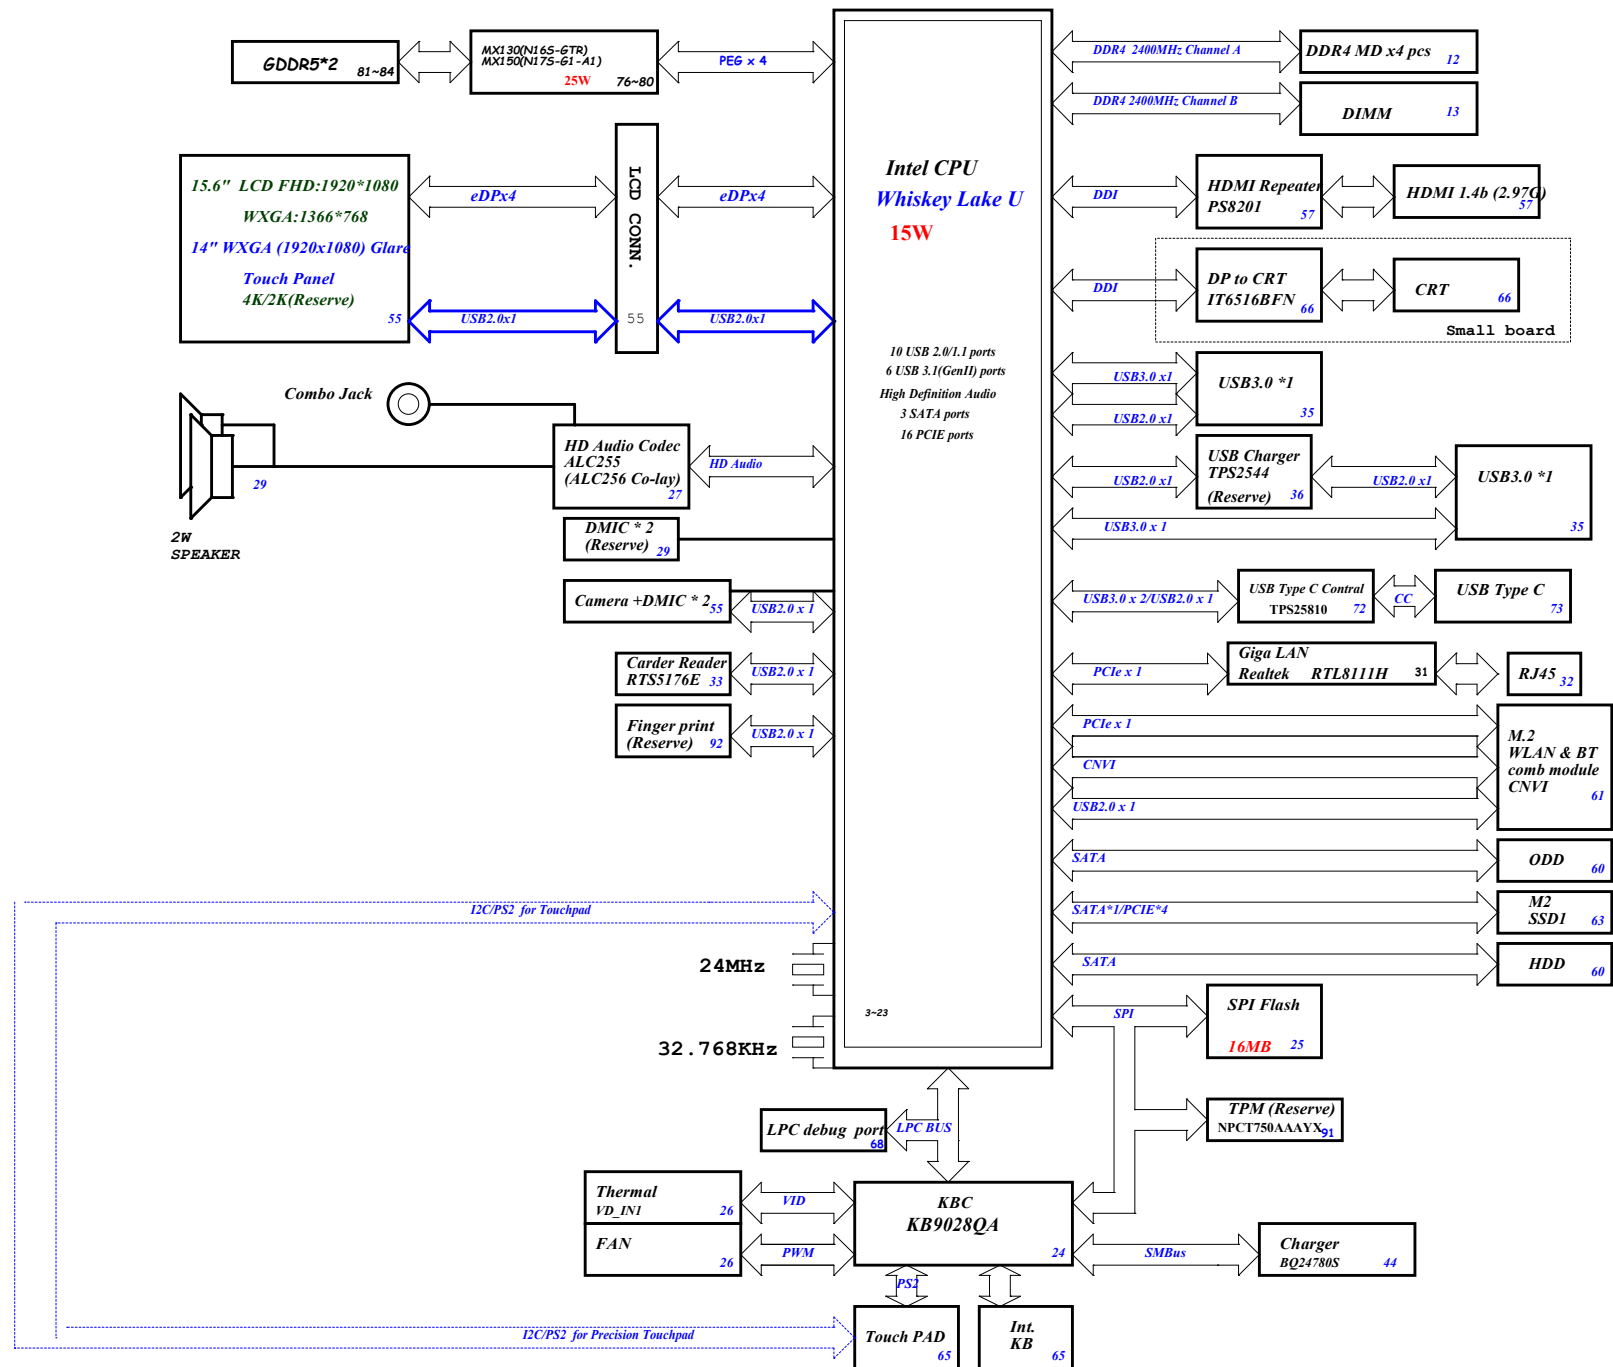 GDDR5*2
81~84
MX130(N16S-GTR)
MX150(N17S-G1-A1)
25W
76~80
PEG x 4
DDR4 2400MHz Channel A
DDR4 MD x4 pcs
12
DDR4 2400MHz Channel B
DIMM
13
15.6" LCD FHD:1920*1080
WXGA:1366*768
14" WXGA (1920x1080) Glare
Touch Panel
4K/2K(Reserve)
55
eDPx4
USB2.0x1
LCD CONN.
55
eDPx4
USB2.0x1
Intel CPU
Whiskey Lake U
15W
10 USB 2.0/1.1 ports
6 USB 3.1(GenII) ports
High Definition Audio
3 SATA ports
16 PCIE ports
3~23
DDI
HDMI Repeater
PS8201
57
HDMI 1.4b (2.97G)
57
DDI
DP to CRT
IT6516BFN
66
CRT
66
Small board
USB3.0 x1
USB2.0 x1
USB3.0 *1
35
USB2.0 x1
USB Charger
TPS2544
(Reserve)
36
USB2.0 x1
USB3.0 x 1
USB3.0 *1
35
Combo Jack
29
2W
SPEAKER
HD Audio Codec
ALC255
(ALC256 Co-lay)
27
HD Audio
DMIC * 2
(Reserve)
29
Camera +DMIC * 2
55
USB2.0 x 1
Carder Reader
RTS5176E
33
USB2.0 x 1
Finger print
(Reserve)
92
USB2.0 x 1
USB3.0 x 2/USB2.0 x 1
USB Type C Contral
TPS25810
72
CC
USB Type C
73
PCIe x 1
Giga LAN
Realtek RTL8111H
31
RJ45
32
PCIe x 1
CNVI
USB2.0 x 1
M.2
WLAN & BT
comb module
CNVI
61
SATA
ODD
60
SATA*1/PCIE*4
M2
SSD1
63
SATA
HDD
60
I2C/PS2 for Touchpad
24MHz
32.768KHz
SPI
SPI Flash
16MB
25
TPM (Reserve)
NPCT750AAAYX
91
LPC debug port
68
LPC BUS
Thermal
VD_IN1
26
VID
FAN
26
PWM
KBC
KB9028QA
24
SMBus
Charger
BQ24780S
44
PS2
I2C/PS2 for Precision Touchpad
Touch PAD
65
Int.
KB
65